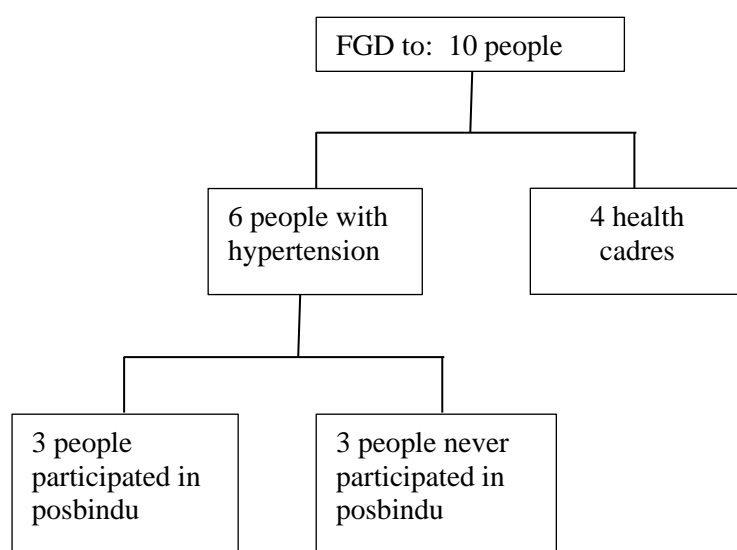 FGD to:  10 people
6 people with
hypertension
4 health
cadres
3 people
participated in
posbindu
3 people never
participated in
posbindu